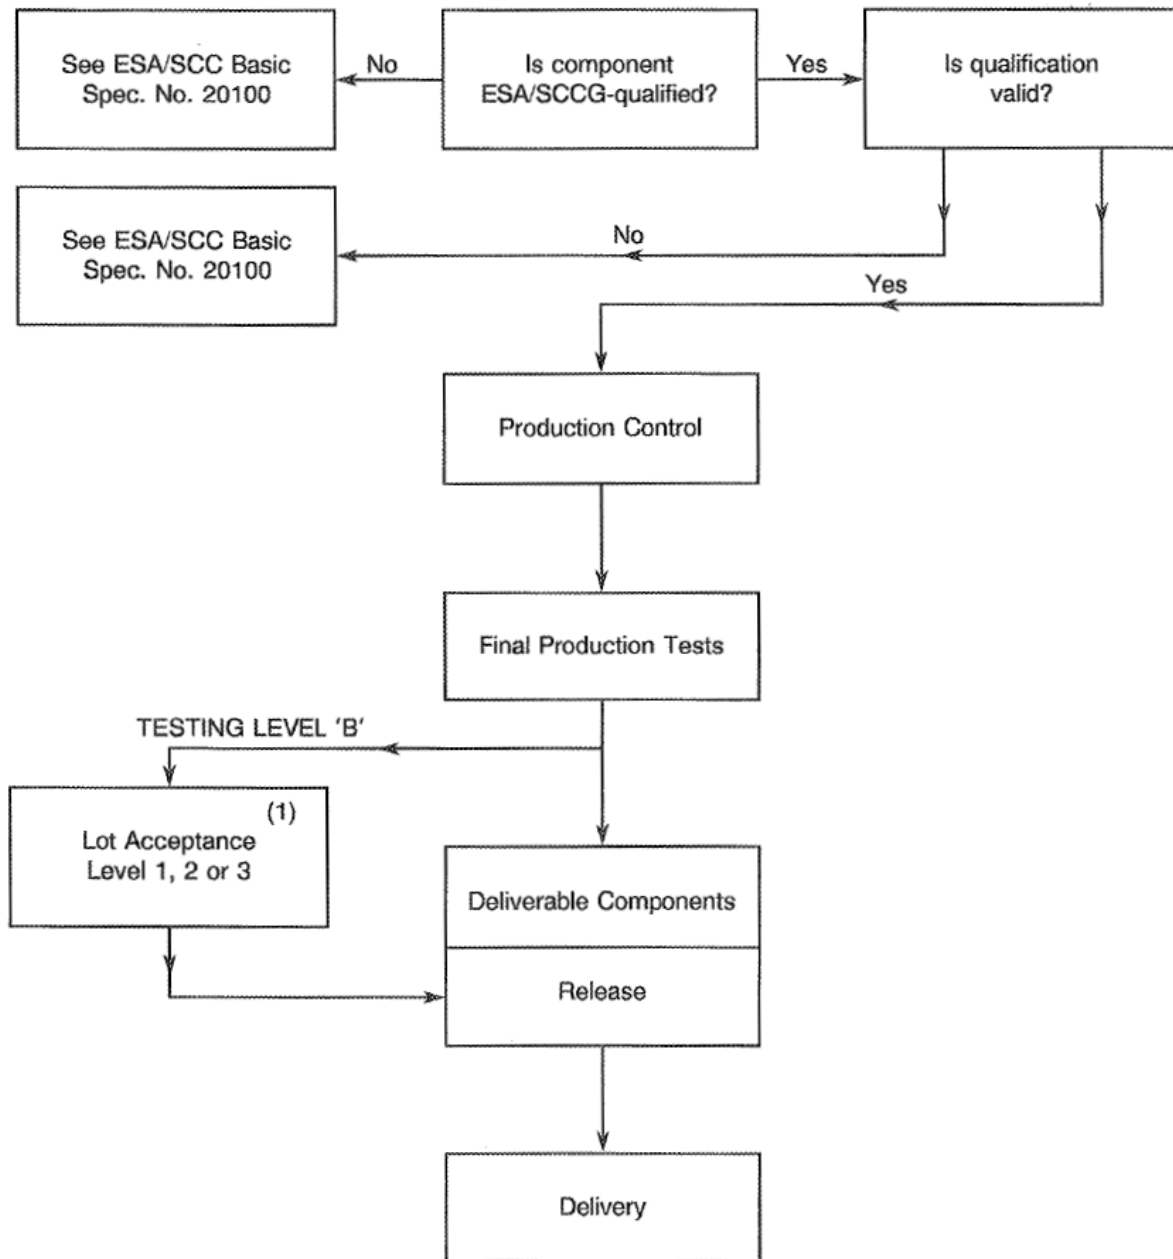 See ESA/SCC Basic
Spec. No. 20100
No
Is component
ESA/SCCG-qualified?
Yes
Is qualification
valid?
See ESA/SCC Basic
Spec. No. 20100
No
Yes
Production Control
Final Production Tests
TESTING LEVEL 'B'
(1)
Lot Acceptance
Level 1, 2 or 3
Deliverable Components
Release
Delivery